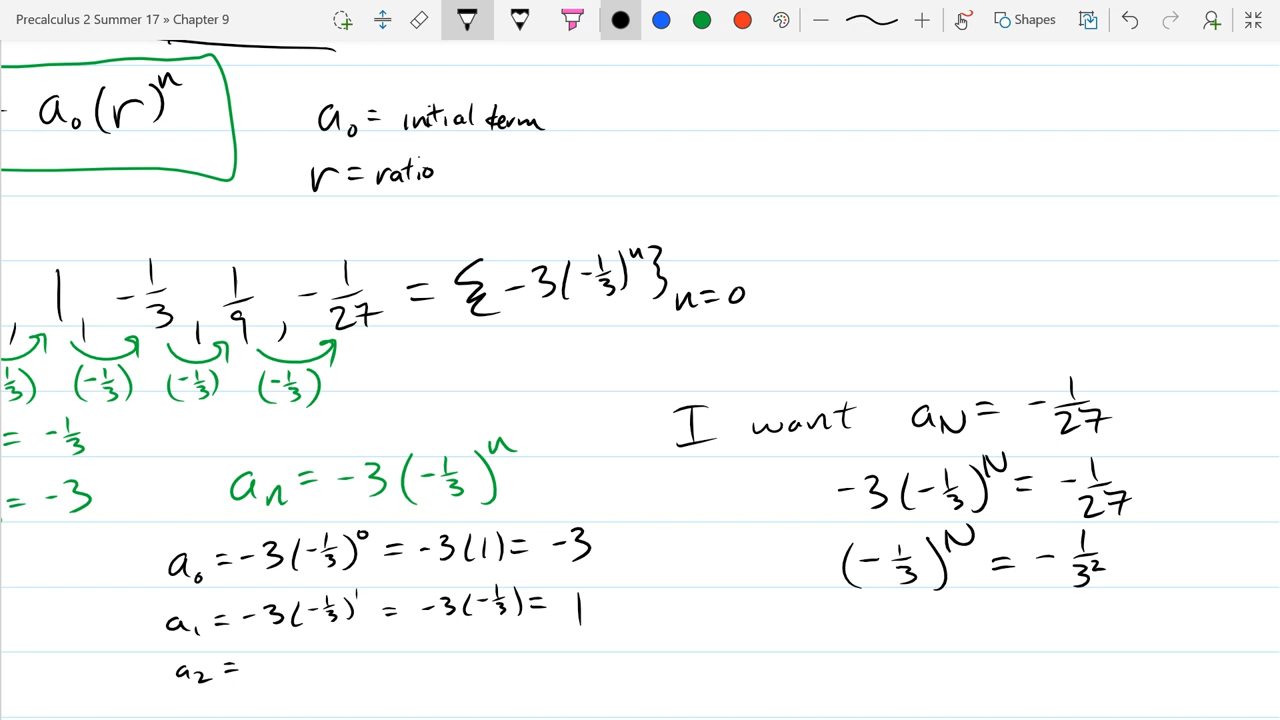 Precalculus 2 Summer 17 » Chapter 9
Shapes
a₀(r)ⁿ
a₀ = initial term
r = ratio
, 1, -1/3, 1/9, -1/27 = {-3(-1/3)ⁿ}ₙ₌₀
1/3) (-1/3) (-1/3) (-1/3)
= -1/3
= -3
aₙ = -3(-1/3)ⁿ
a₀ = -3(-1/3)⁰ = -3(1) = -3
a₁ = -3(-1/3)¹ = -3(-1/3) = 1
a₂ =
I want a_N = -1/27
-3(-1/3)^N = -1/27
(-1/3)^N = -1/3²